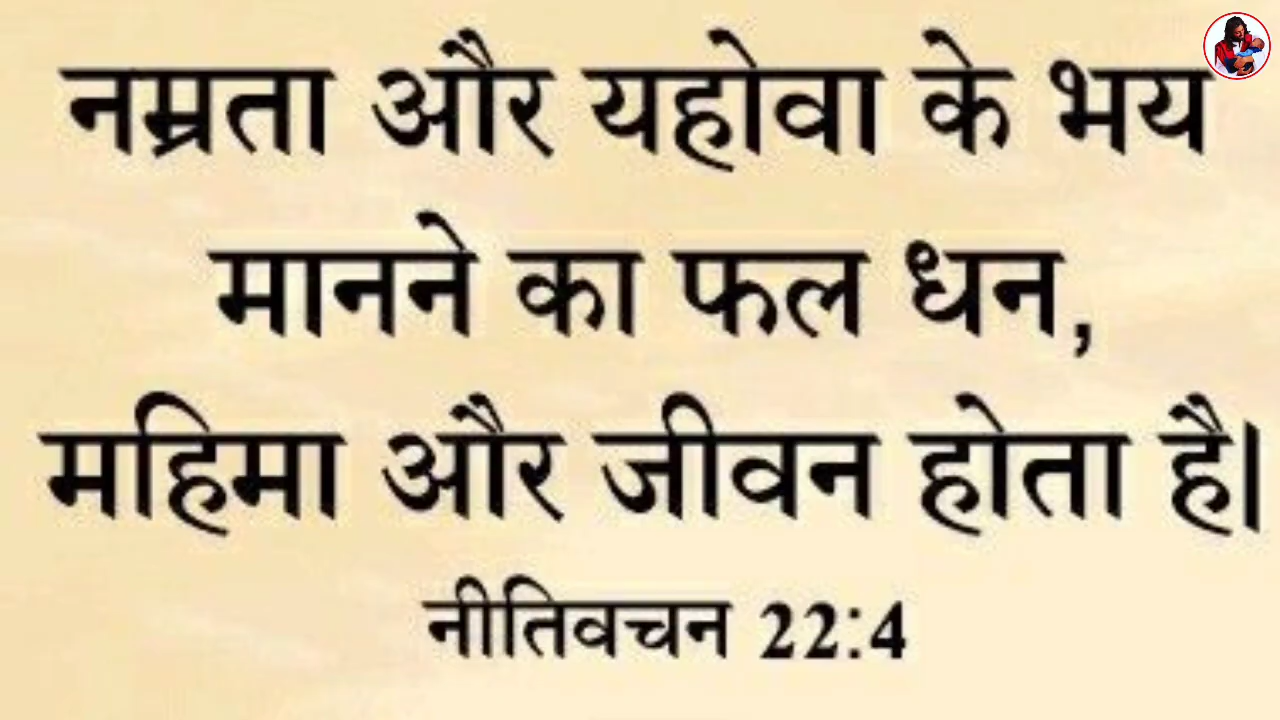 नम्रता और यहोवा के भय
मानने का फल धन,
महिमा और जीवन होता है।
नीतिवचन 22:4